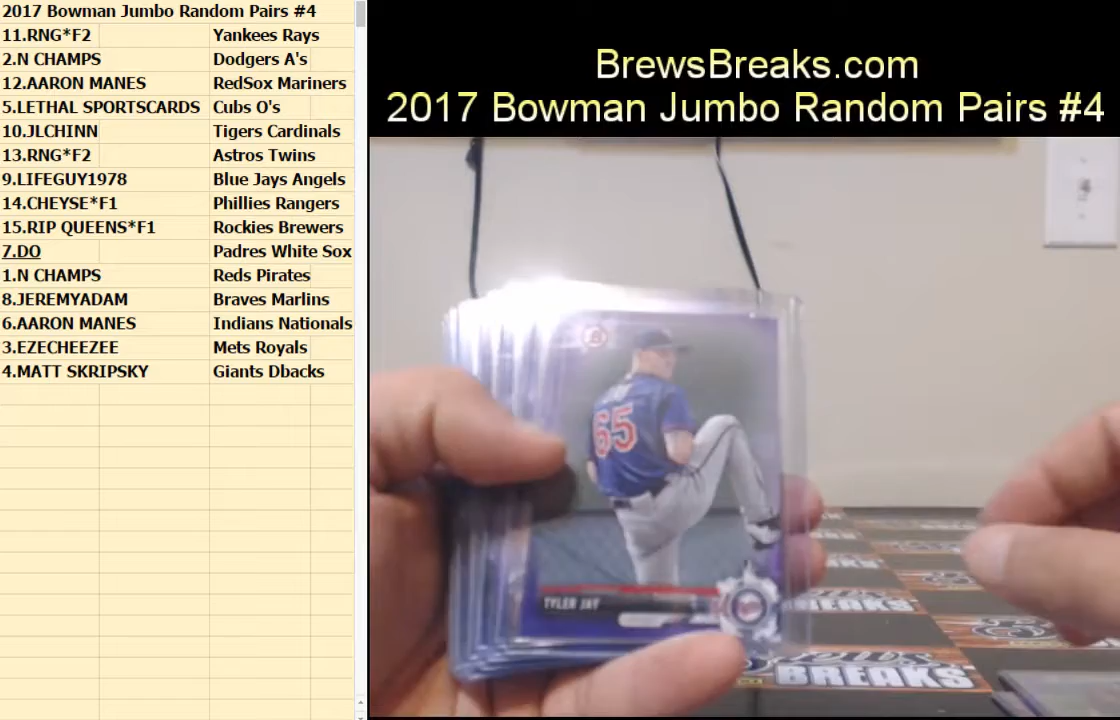 2017 Bowman Jumbo Random Pairs #4
11.RNG*F2 Yankees Rays
2.N CHAMPS Dodgers A's
12.AARON MANES RedSox Mariners
5.LETHAL SPORTSCARDS Cubs O's
10.JLCHINN Tigers Cardinals
13.RNG*F2 Astros Twins
9.LIFEGUY1978 Blue Jays Angels
14.CHEYSE*F1 Phillies Rangers
15.RIP QUEENS*F1 Rockies Brewers
7.DO Padres White Sox
1.N CHAMPS Reds Pirates
8.JEREMYADAM Braves Marlins
6.AARON MANES Indians Nationals
3.EZECHEEZEE Mets Royals
4.MATT SKRIPSKY Giants Dbacks
BrewsBreaks.com
2017 Bowman Jumbo Random Pairs #4
B
65
TYLER JAY
BREAKS
BREAKS